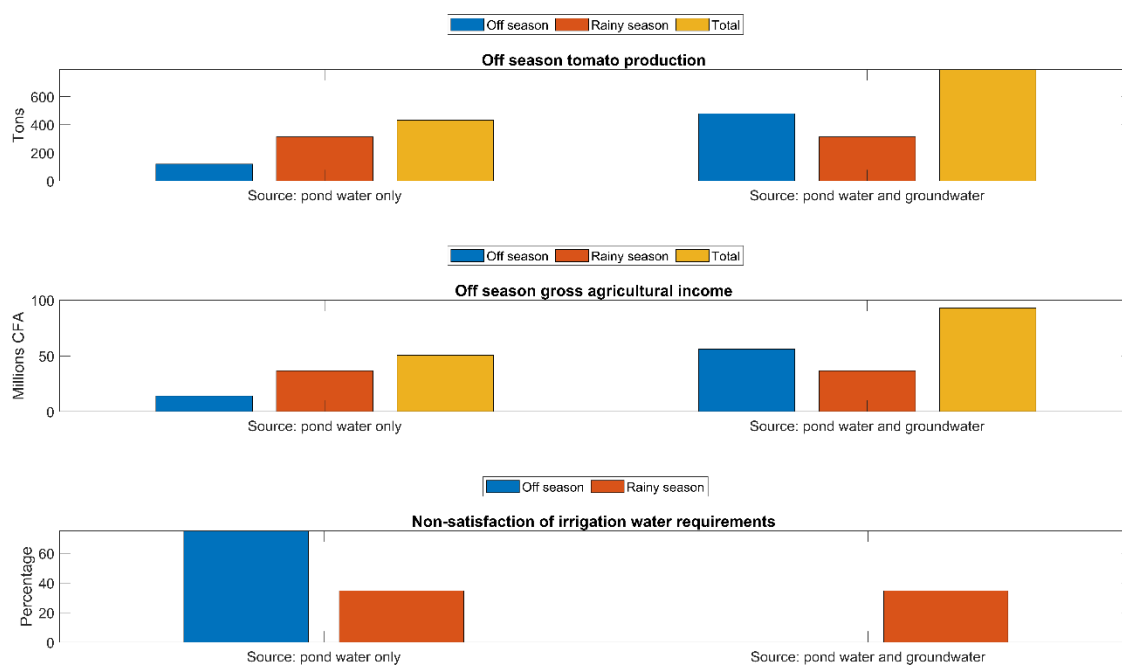 Off season Rainy season Total
Off season tomato production
Tons
600
400
200
0
Source: pond water only Source: pond water and groundwater
Off season Rainy season Total
Off season gross agricultural income
Millions CFA
100
50
0
Source: pond water only Source: pond water and groundwater
Off season Rainy season
Non-satisfaction of irrigation water requirements
Percentage
60
40
20
0
Source: pond water only Source: pond water and groundwater